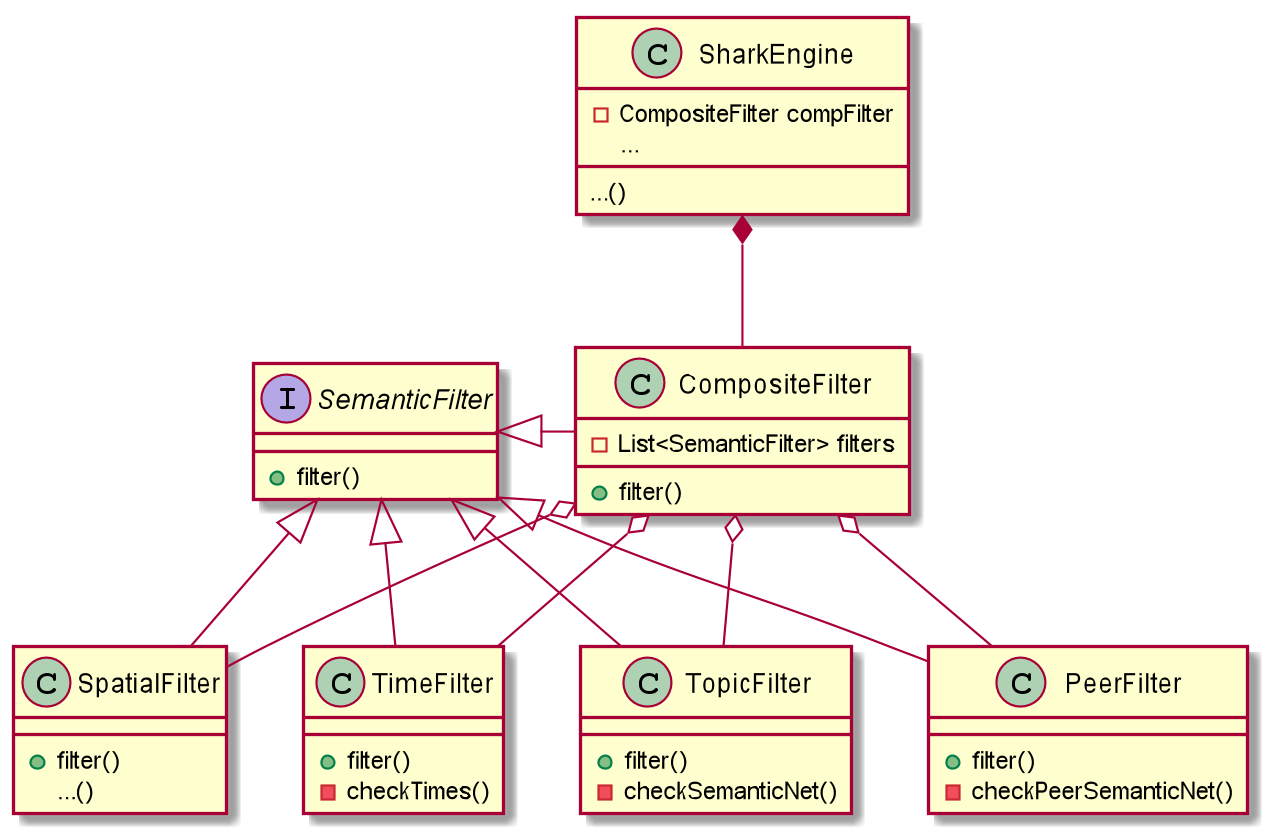 C SharkEngine
CompositeFilter compFilter
...
...()
I SemanticFilter
filter()
C CompositeFilter
List<SemanticFilter> filters
filter()
C SpatialFilter
filter()
...()
C TimeFilter
filter()
checkTimes()
C TopicFilter
filter()
checkSemanticNet()
C PeerFilter
filter()
checkPeerSemanticNet()